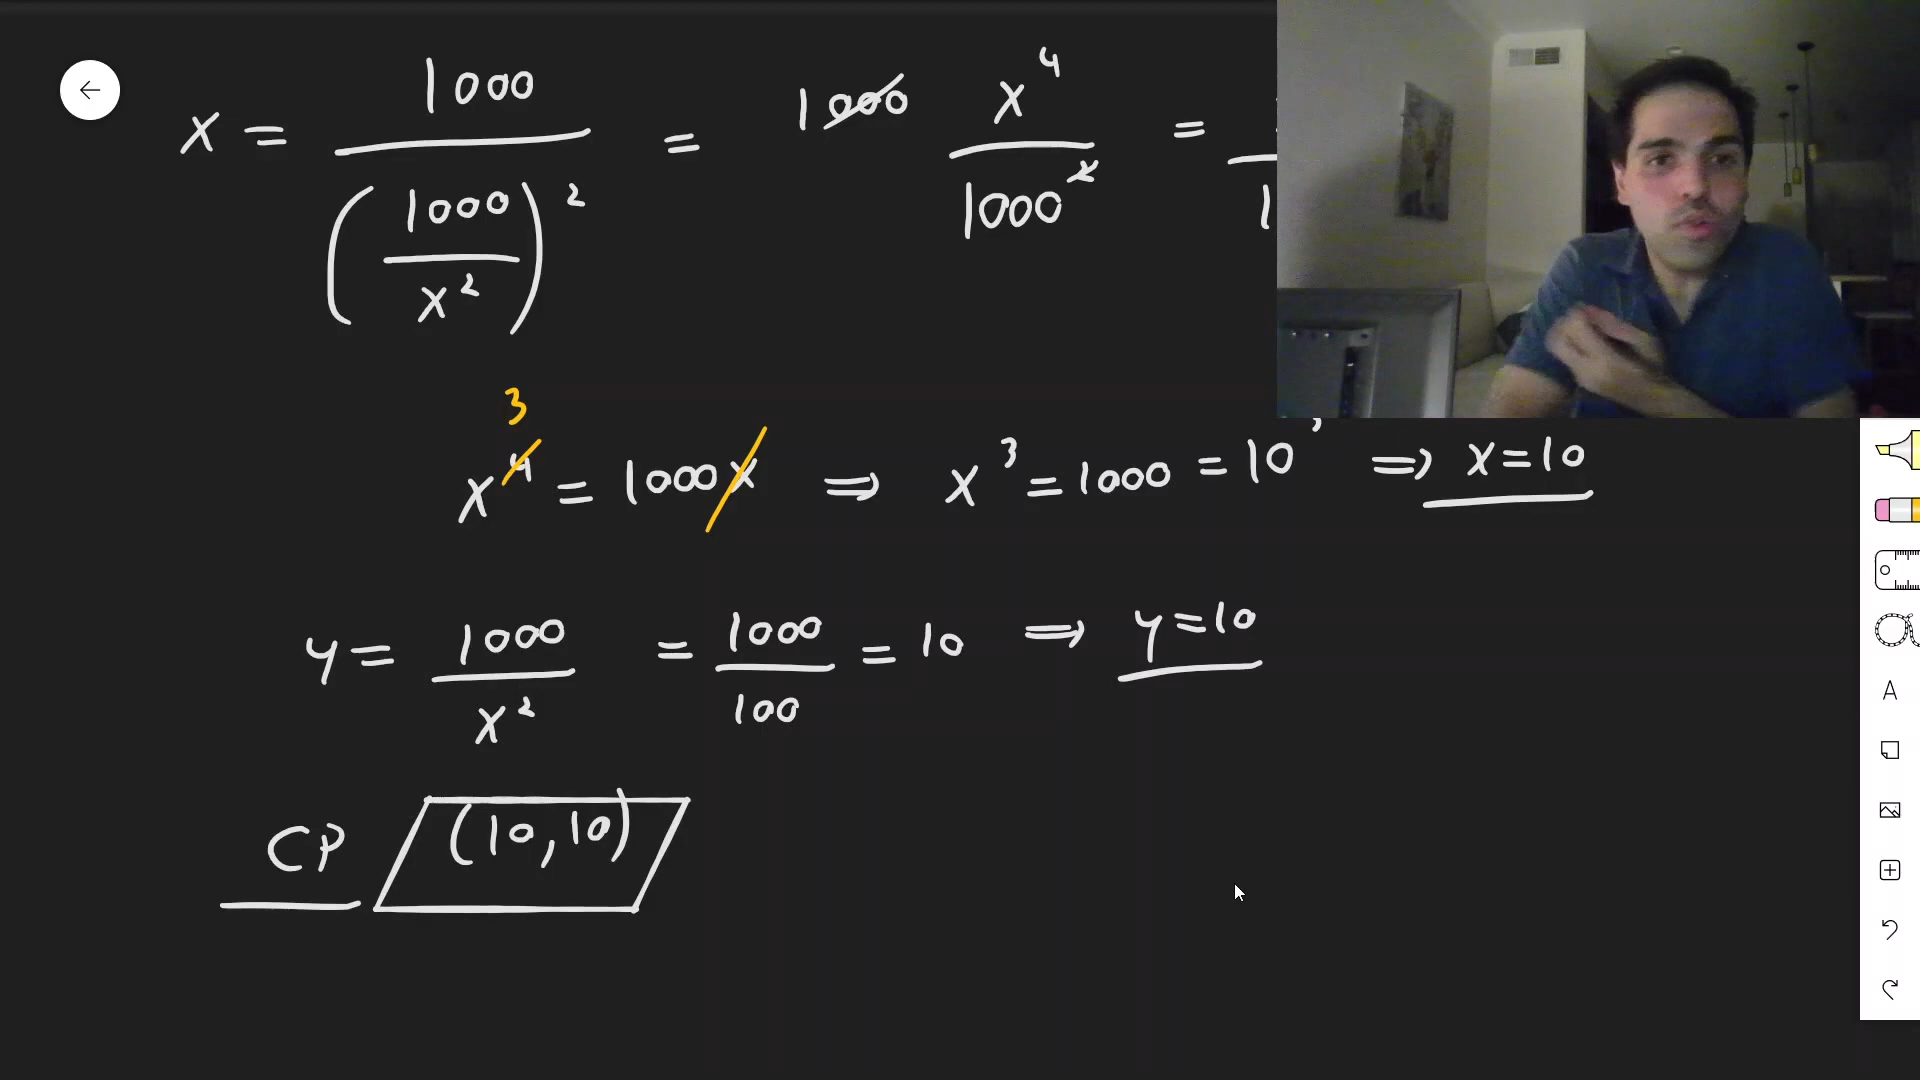 x = 1000 / (1000 / x²)² = 1000 x⁴ / 1000² =
x⁴ 3 = 1000x ⇒ x³ = 1000 = 10³ ⇒ x=10
y = 1000 / x² = 1000 / 100 = 10 ⇒ y=10
CP (10,10)
A